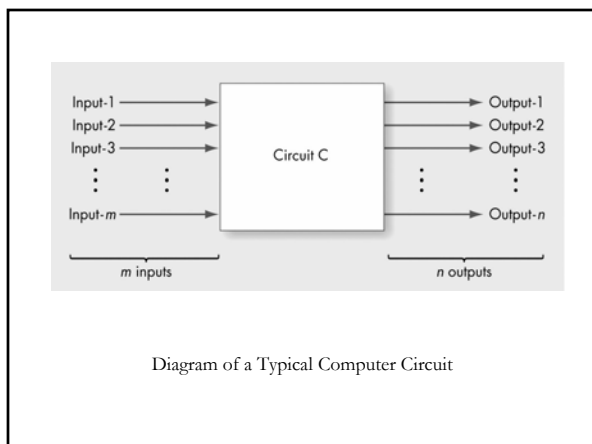 Input-1
Input-2
Input-3
Input-m
m inputs
Circuit C
Output-1
Output-2
Output-3
Output-n
n outputs
Diagram of a Typical Computer Circuit